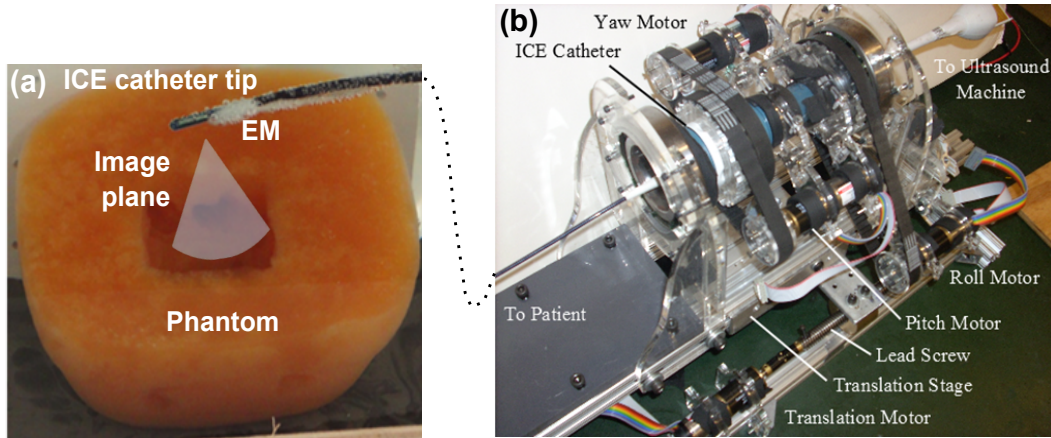 (a)
ICE catheter tip
EM
Image
plane
Phantom
(b)
Yaw Motor
ICE Catheter
To Ultrasound
Machine
To Patient
Roll Motor
Pitch Motor
Lead Screw
Translation Stage
Translation Motor